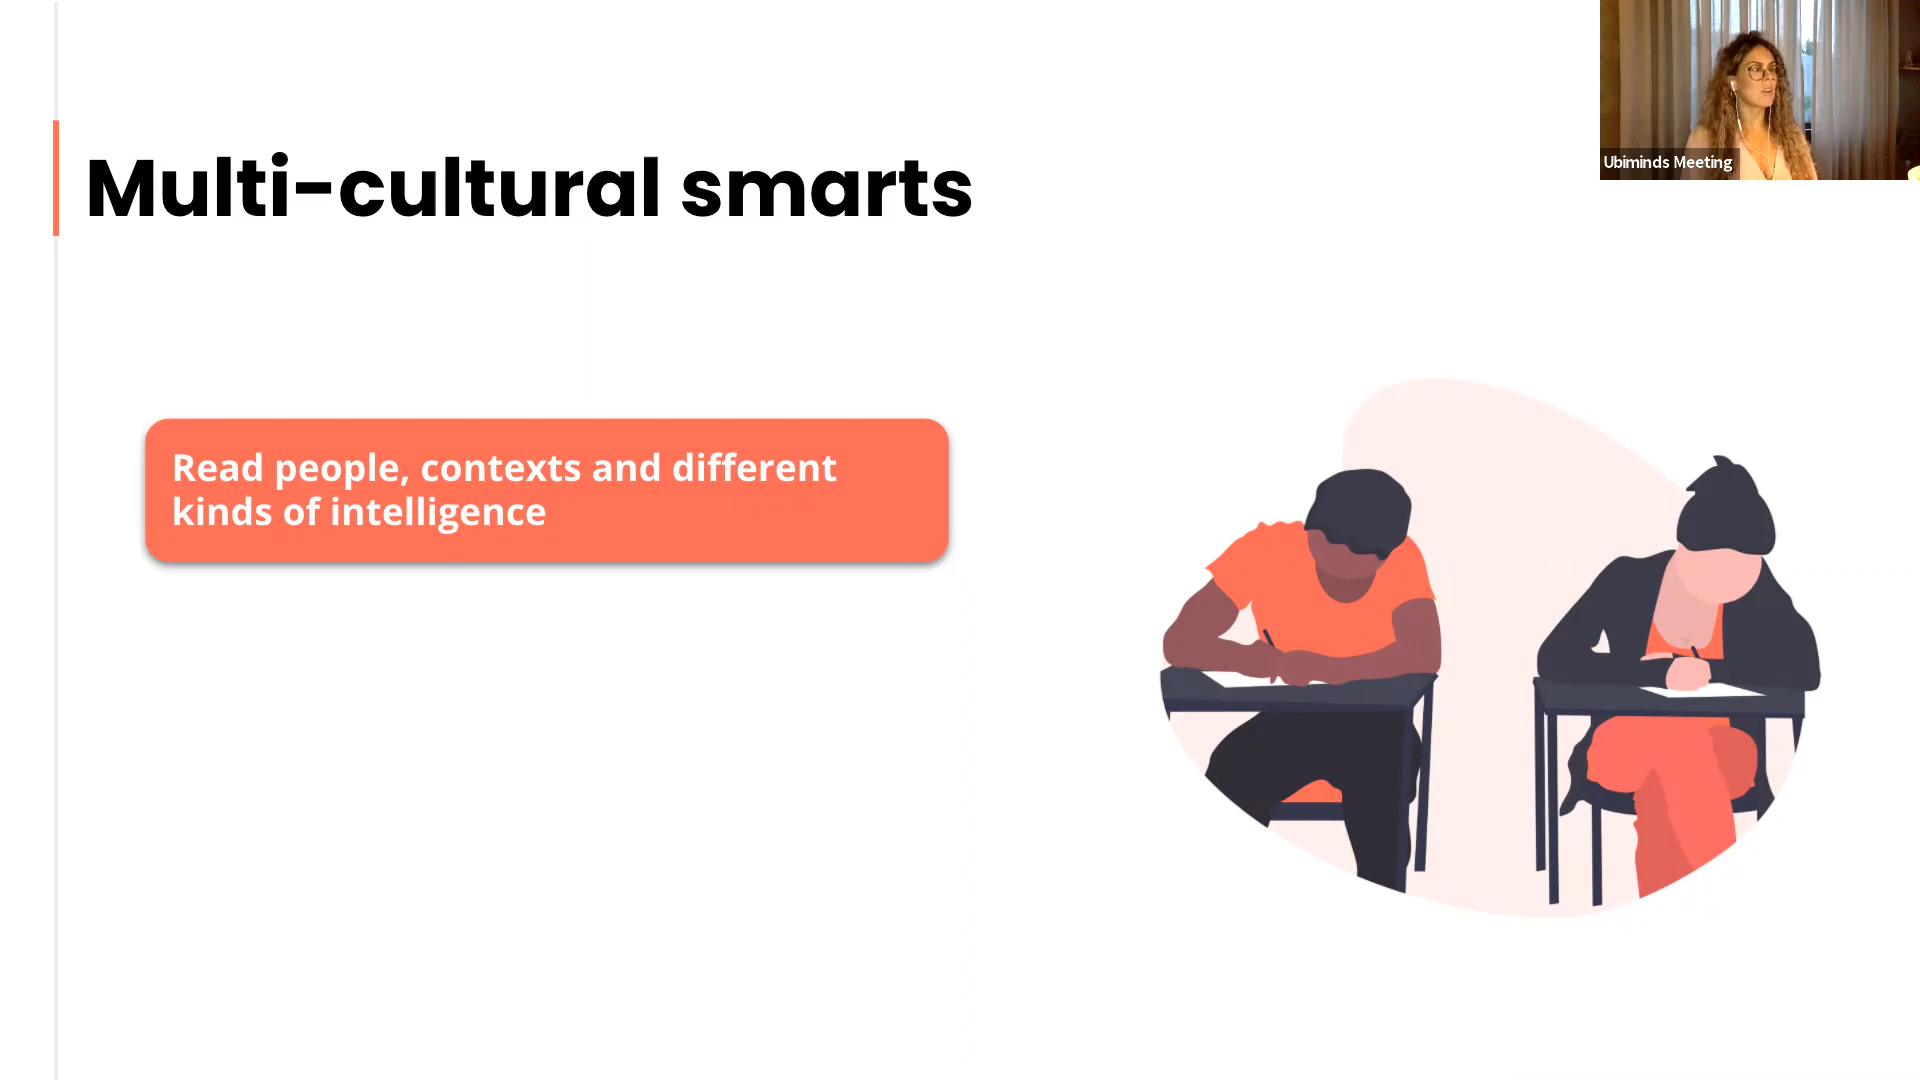 Ubiminds Meeting
Multi-cultural smarts
Read people, contexts and different
kinds of intelligence